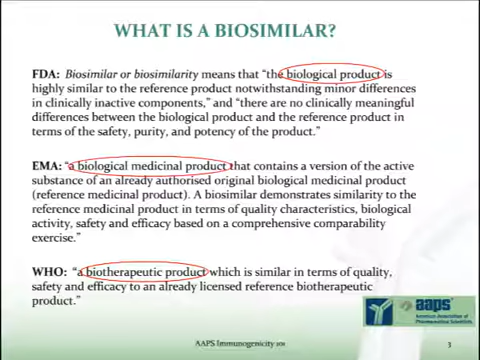 WHAT IS A BIOSIMILAR?
FDA: Biosimilar or biosimilarity means that “the biological product is
highly similar to the reference product notwithstanding minor differences
in clinically inactive components,” and “there are no clinically meaningful
differences between the biological product and the reference product in
terms of the safety, purity, and potency of the product.”
EMA: “a biological medicinal product that contains a version of the active
substance of an already authorised original biological medicinal product
(reference medicinal product). A biosimilar demonstrates similarity to the
reference medicinal product in terms of quality characteristics, biological
activity, safety and efficacy based on a comprehensive comparability
exercise.”
WHO: “a biotherapeutic product which is similar in terms of quality,
safety and efficacy to an already licensed reference biotherapeutic
product.”
aaps
American Association of
Pharmaceutical Scientists
AAPS Immunogenicity 101
3